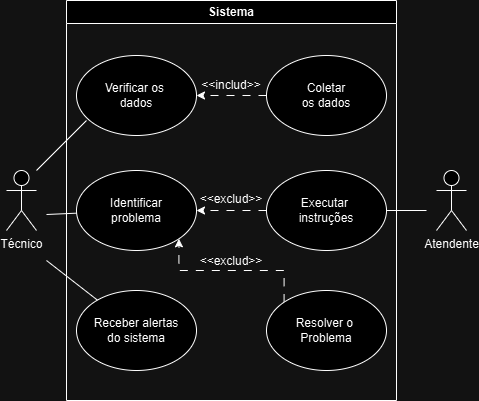 Sistema
Verificar os
dados
<<includ>>
Coletar
os dados
Identificar
problema
<<exclud>>
Executar
instruções
Técnico
Atendente
<<exclud>>
Receber alertas
do sistema
Resolver o
Problema